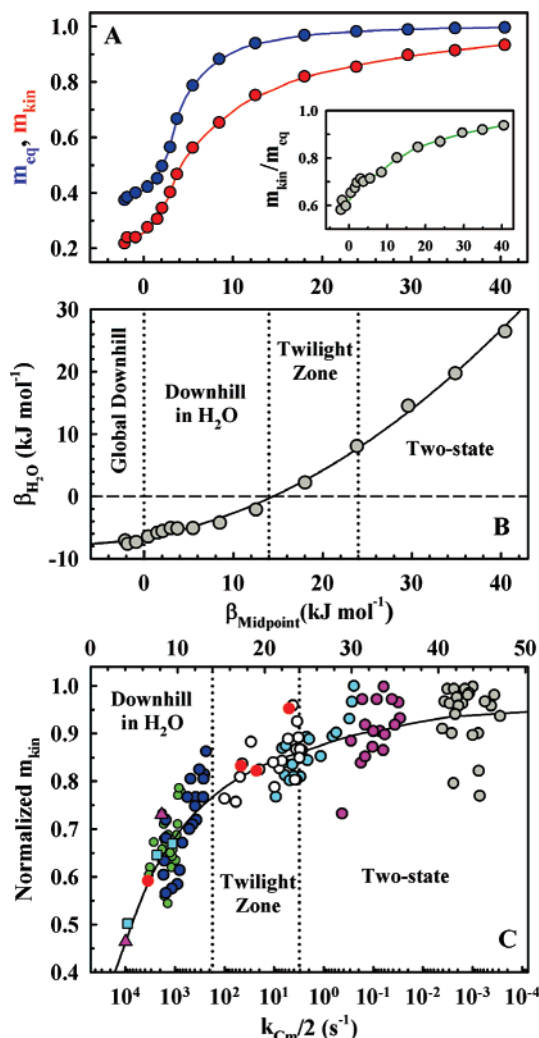 A
1.0
0.8
0.6
0.4
0.2
m_eq, m_kin
1.0
0.8
0.6
m_kin/m_eq
0 10 20 30 40
0 10 20 30 40
30
20
10
0
-10
β_H₂O (kJ mol⁻¹)
Global Downhill
Downhill
in H₂O
Twilight
Zone
Two-state
B
0 10 20 30 40
β_Midpoint(kJ mol⁻¹)
0 10 20 30 40 50
1.0
0.9
0.8
0.7
0.6
0.5
0.4
Normalized m_kin
Downhill
in H₂O
Twilight
Zone
Two-state
C
10⁴ 10³ 10² 10¹ 10⁰ 10⁻¹ 10⁻² 10⁻³ 10⁻⁴
k_Cm/2 (s⁻¹)